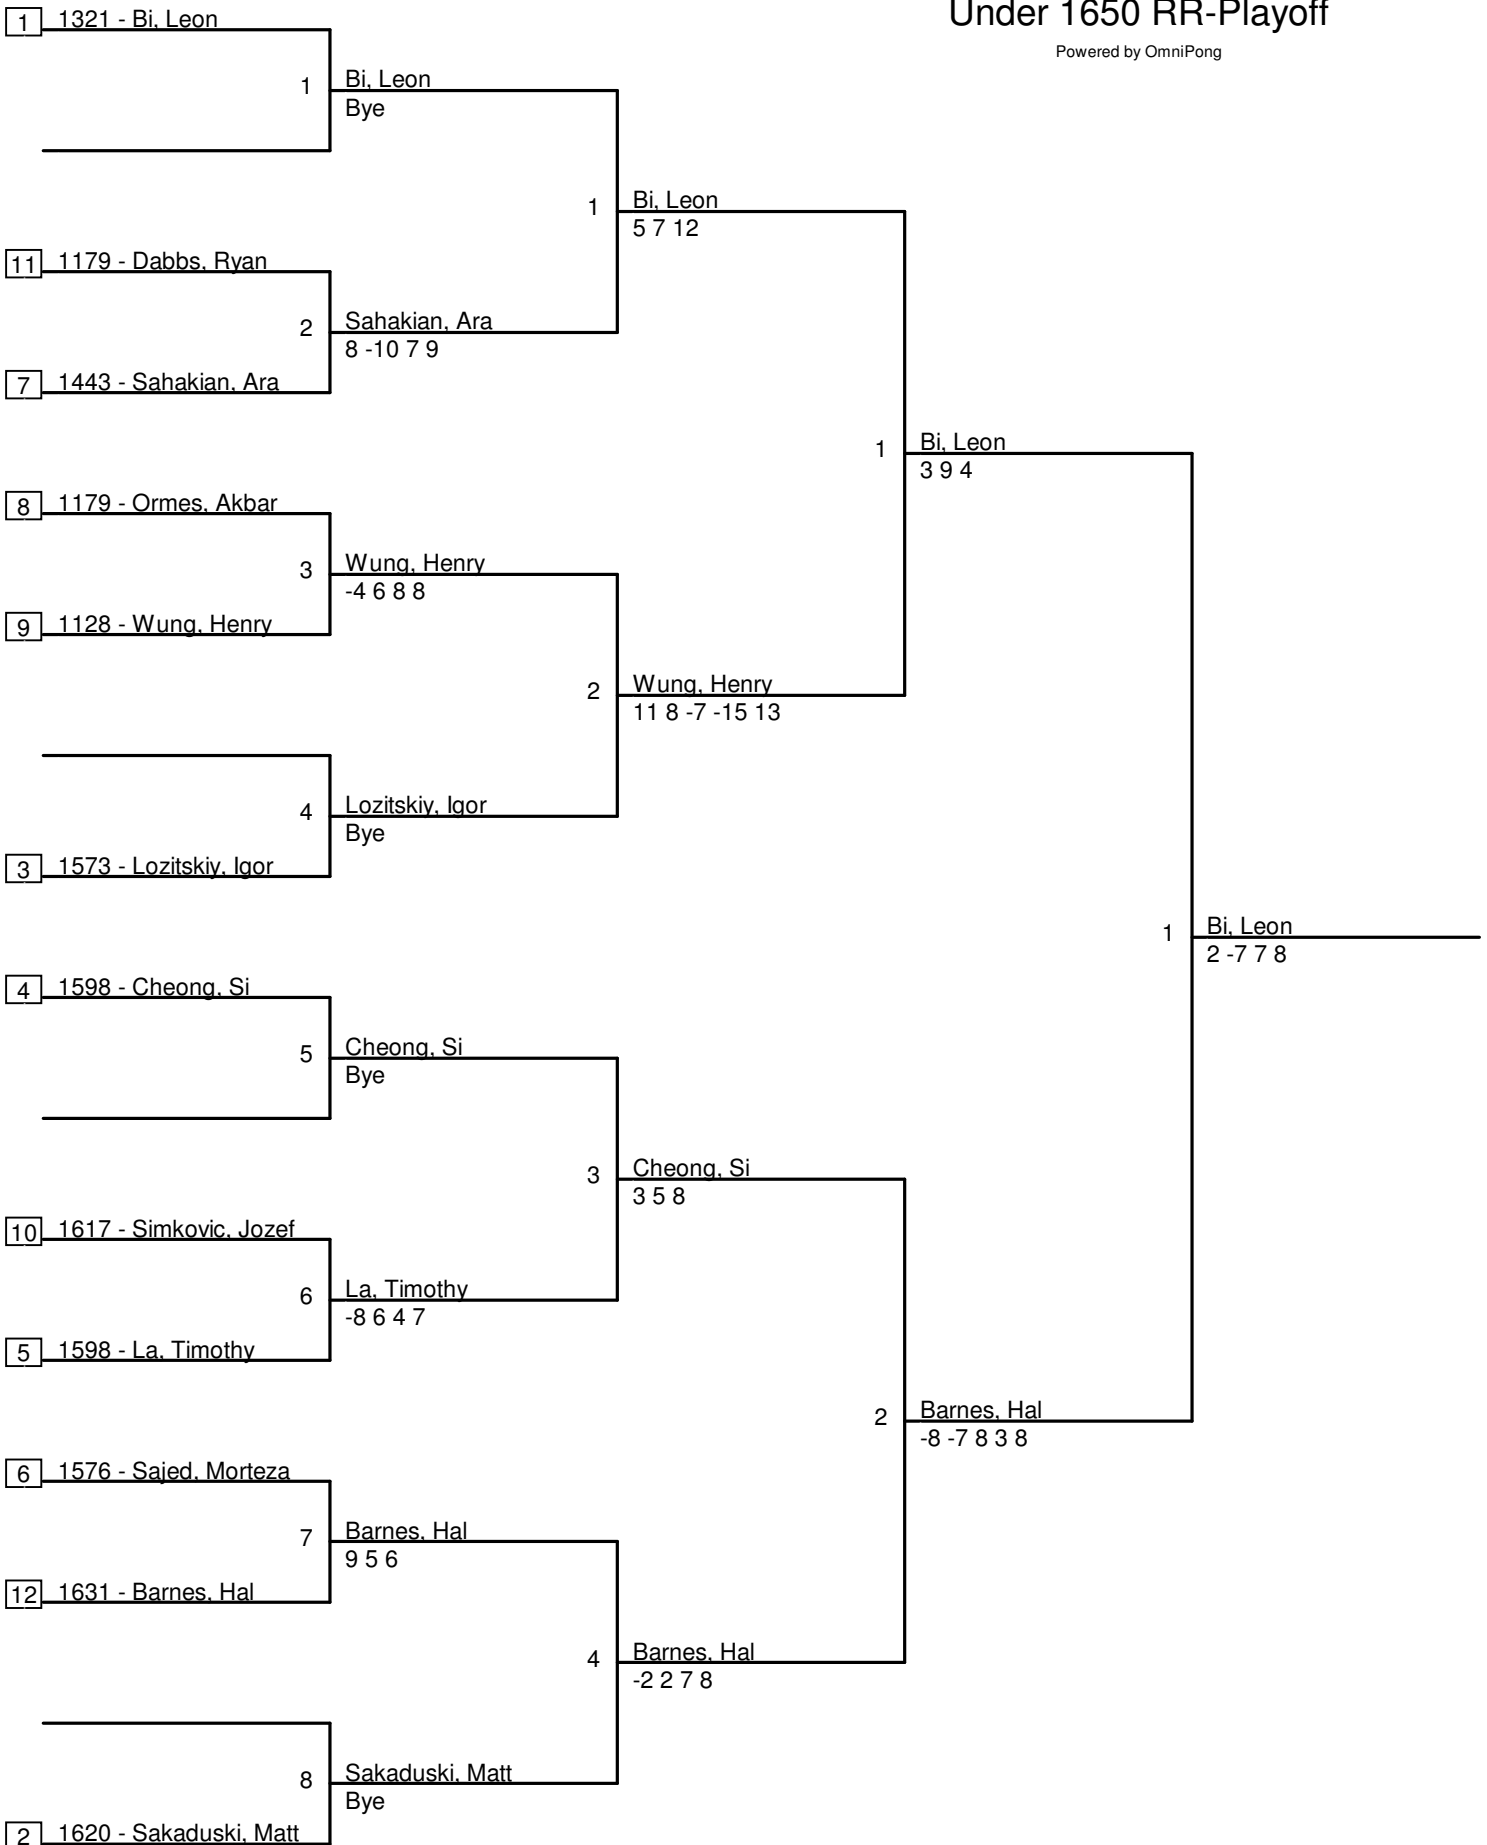 Under 1650 RR-Playoff
Powered by OmniPong
1 1321 - Bi, Leon
1 Bi, Leon
Bye
1 Bi, Leon
5 7 12
11 1179 - Dabbs, Ryan
2 Sahakian, Ara
8 -10 7 9
7 1443 - Sahakian, Ara
1 Bi, Leon
3 9 4
8 1179 - Ormes, Akbar
3 Wung, Henry
-4 6 8 8
9 1128 - Wung, Henry
2 Wung, Henry
11 8 -7 -15 13
4 Lozitskiy, Igor
Bye
3 1573 - Lozitskiy, Igor
1 Bi, Leon
2 -7 7 8
4 1598 - Cheong, Si
5 Cheong, Si
Bye
3 Cheong, Si
3 5 8
10 1617 - Simkovic, Jozef
6 La, Timothy
-8 6 4 7
5 1598 - La, Timothy
2 Barnes, Hal
-8 -7 8 3 8
6 1576 - Sajed, Morteza
7 Barnes, Hal
9 5 6
12 1631 - Barnes, Hal
4 Barnes, Hal
-2 2 7 8
8 Sakaduski, Matt
Bye
2 1620 - Sakaduski, Matt